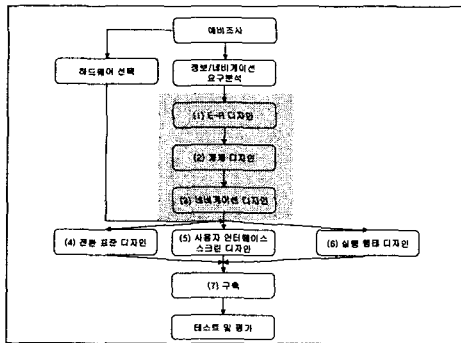 예비조사
하드웨어 선택
정보/네비게이션
요구분석
(1) E-R 디자인
(2) 개체 디자인
(3) 네비게이션 디자인
(4) 전환 표준 디자인
(5) 사용자 인터페이스
스크린 디자인
(6) 실행 형태 디자인
(7) 구축
테스트 및 평가